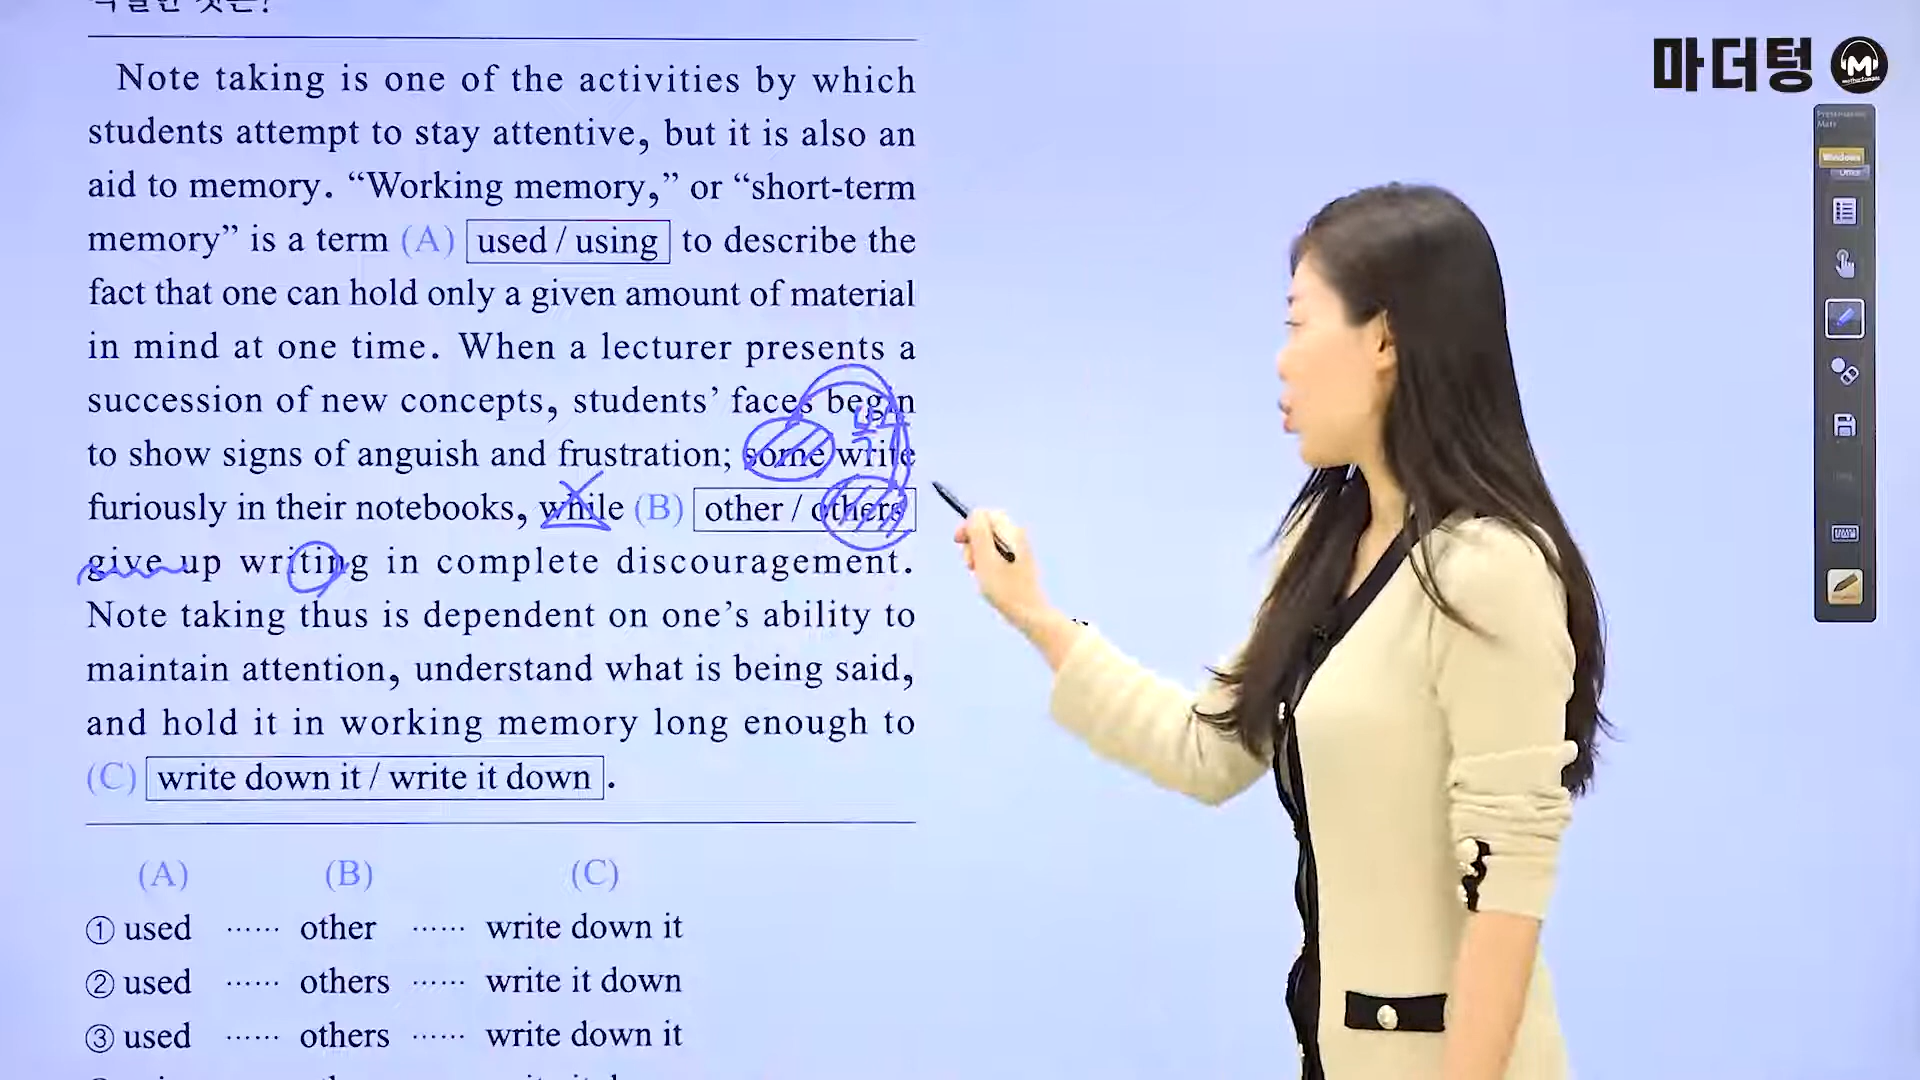 적절한 것은?
마더텅 M
Note taking is one of the activities by which
students attempt to stay attentive, but it is also an
aid to memory. “Working memory,” or “short-term
memory” is a term (A) used / using to describe the
fact that one can hold only a given amount of material
in mind at one time. When a lecturer presents a
succession of new concepts, students’ faces begin
to show signs of anguish and frustration; some write
furiously in their notebooks, while (B) other / others
give up writing in complete discouragement.
Note taking thus is dependent on one’s ability to
maintain attention, understand what is being said,
and hold it in working memory long enough to
(C) write down it / write it down .
(A) (B) (C)
① used ...... other ...... write down it
② used ...... others ...... write it down
③ used ...... others ...... write down it
Windows